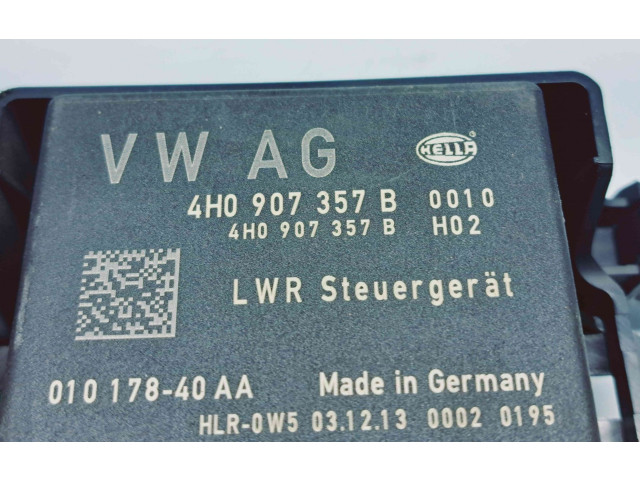 VW AG HELLA
4H0 907 357 B 0010
4H0 907 357 B H02
LWR Steuergerät
010 178-40 AA Made in Germany
HLR-0W5 03.12.13 0002 0195